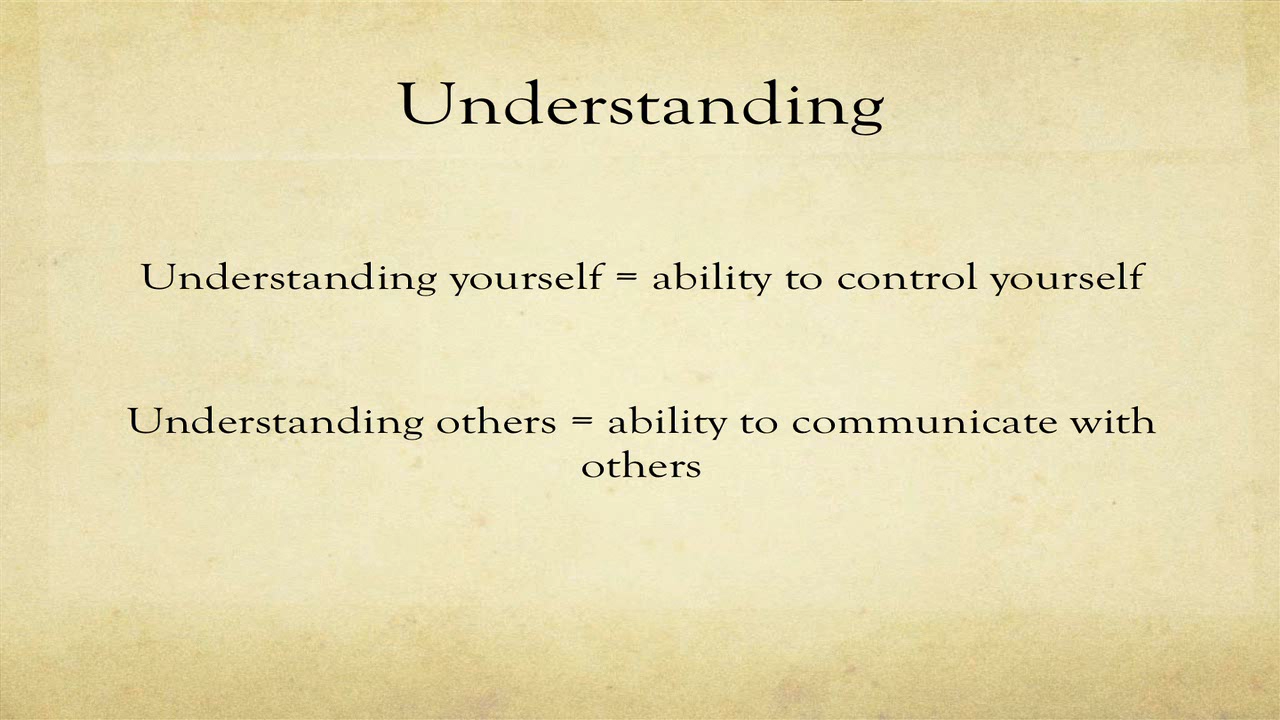 Understanding
Understanding yourself = ability to control yourself
Understanding others = ability to communicate with
others